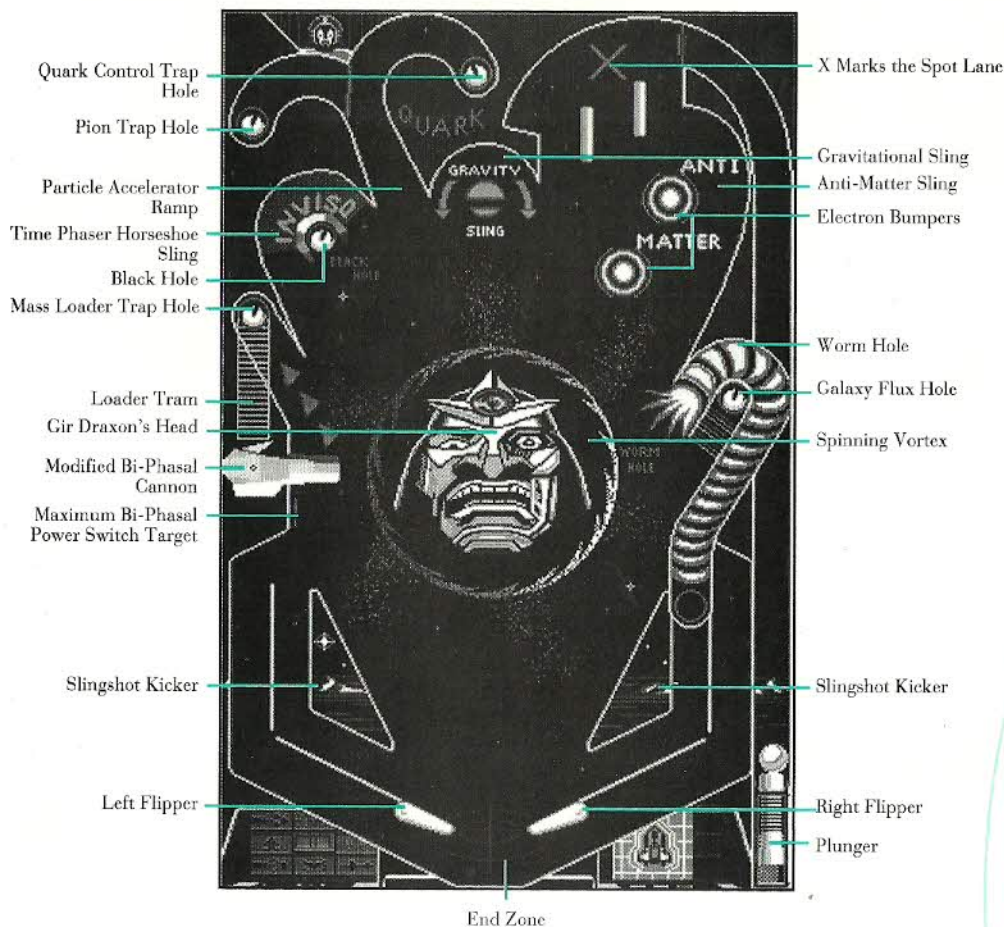 Quark Control Trap
Hole
Pion Trap Hole
Particle Accelerator
Ramp
Time Phaser Horseshoe
Sling
Black Hole
Mass Loader Trap Hole
Loader Tram
Gir Draxon's Head
Modified Bi-Phasal
Cannon
Maximum Bi-Phasal
Power Switch Target
Slingshot Kicker
Left Flipper
QUARK
GRAVITY
SLING
INVISO
BLACK
HOLE
ANTI
MATTER
WORM
HOLE
X Marks the Spot Lane
Gravitational Sling
Anti-Matter Sling
Electron Bumpers
Worm Hole
Galaxy Flux Hole
Spinning Vortex
Slingshot Kicker
Right Flipper
Plunger
End Zone